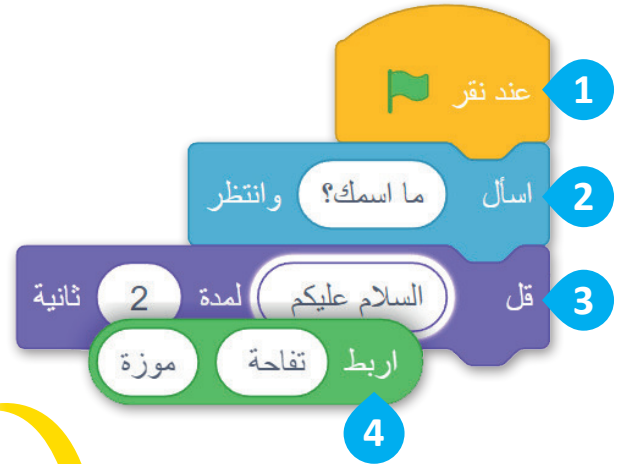 عند نقر 1
اسأل ما اسمك؟ وانتظر 2
قل السلام عليكم لمدة 2 ثانية 3
اربط تفاحة موزة
4